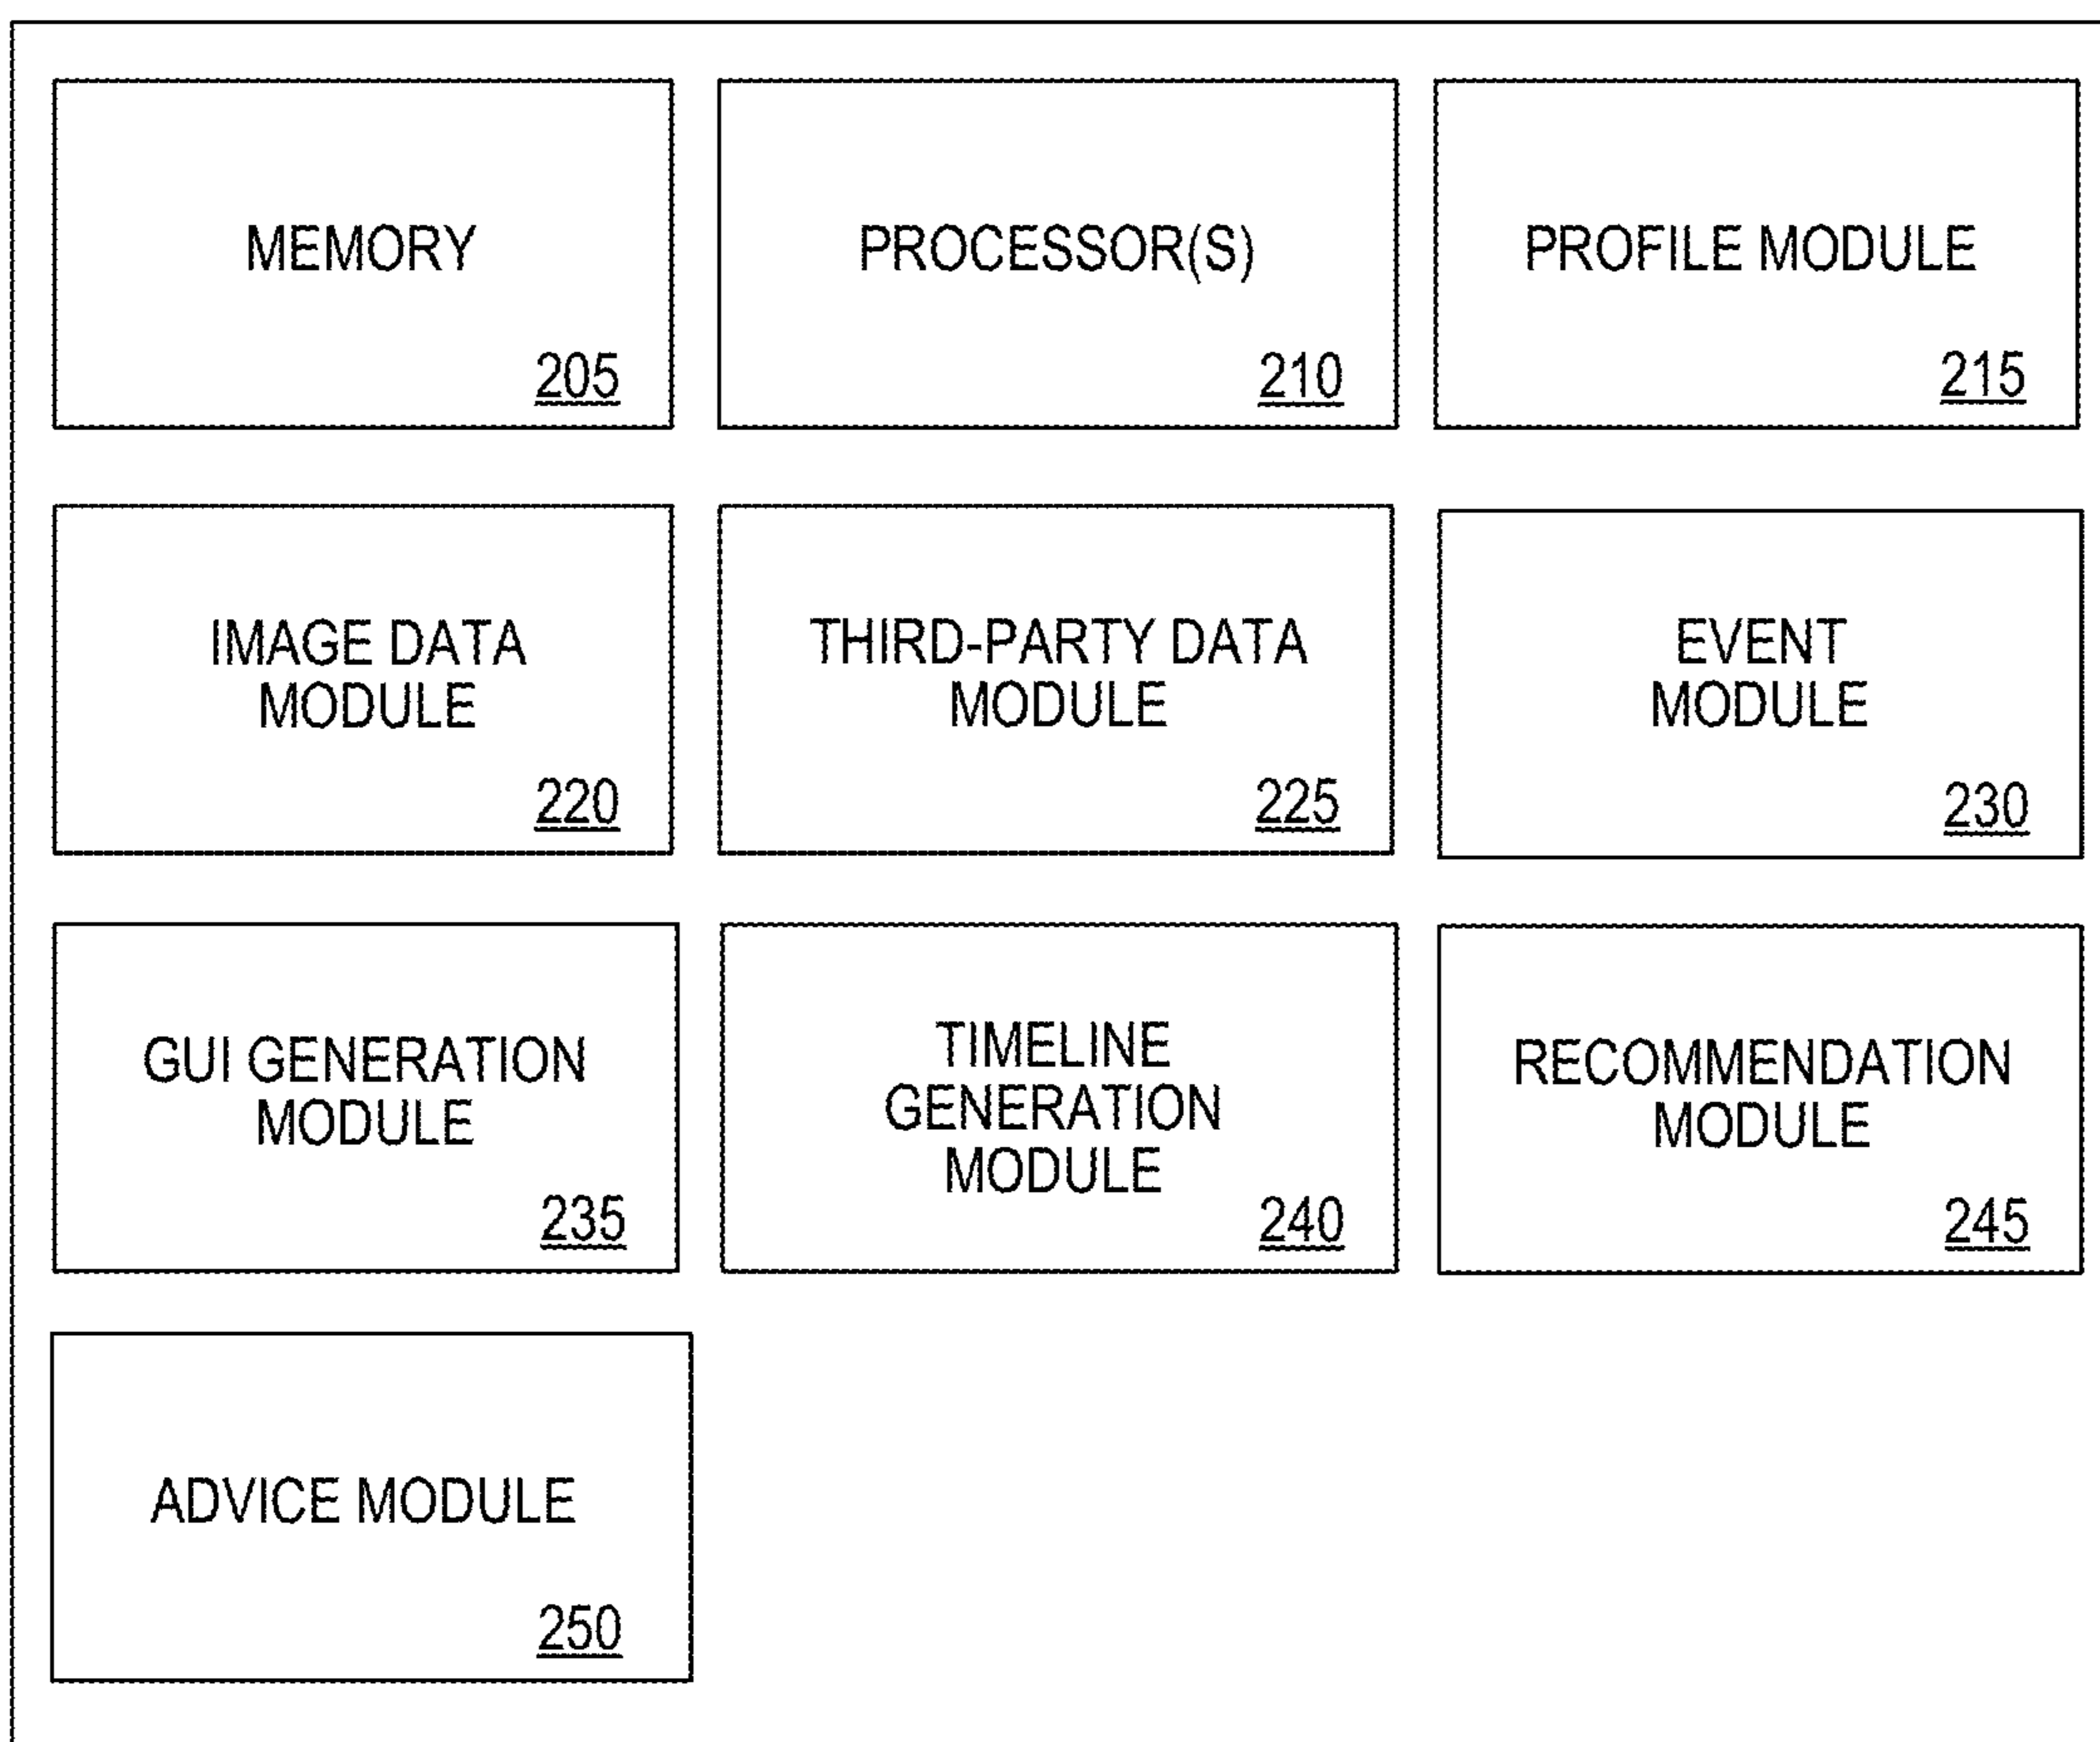 MEMORY
205
PROCESSOR(S)
210
PROFILE MODULE
215
IMAGE DATA
MODULE
220
THIRD-PARTY DATA
MODULE
225
EVENT
MODULE
230
GUI GENERATION
MODULE
235
TIMELINE
GENERATION
MODULE
240
RECOMMENDATION
MODULE
245
ADVICE MODULE
250